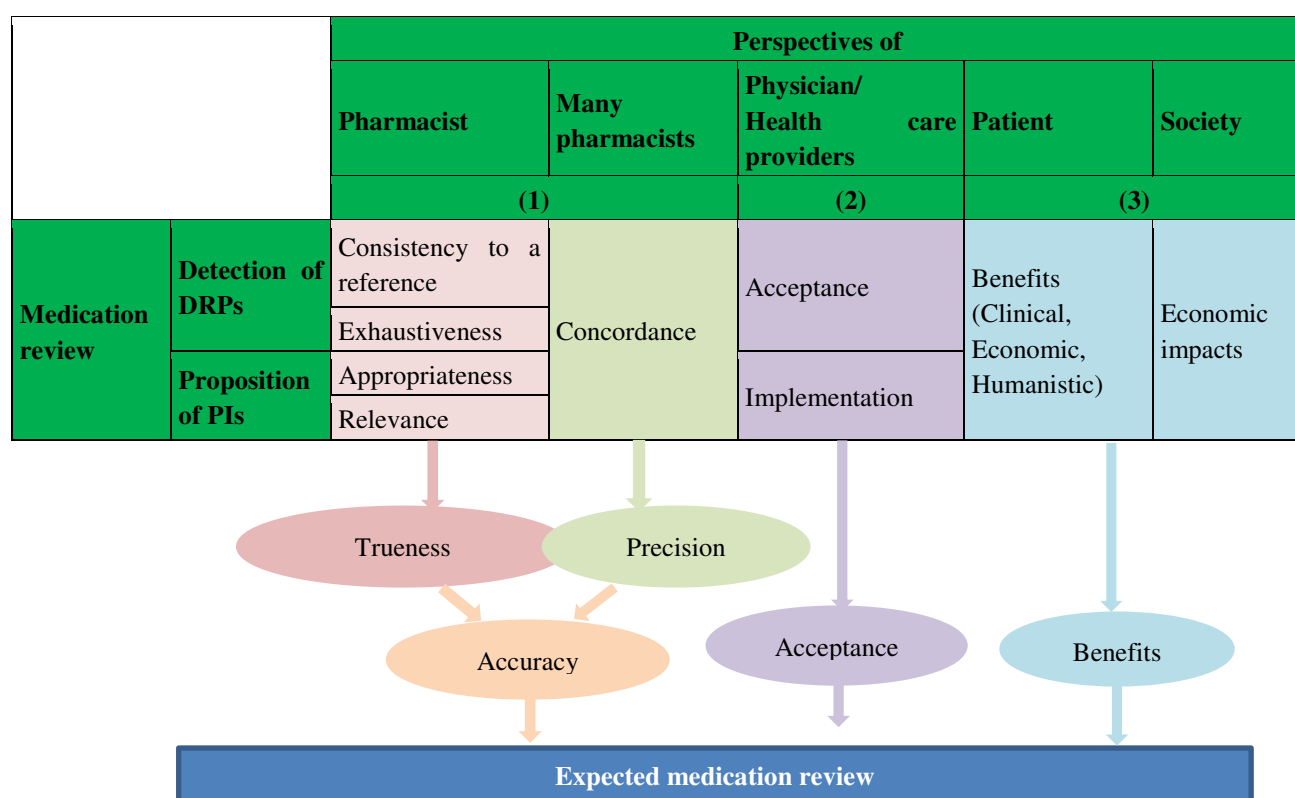 Perspectives of
Pharmacist
Many
pharmacists
Physician/
Health care
providers
Patient
Society
(1)
(2)
(3)
Medication
review
Detection of
DRPs
Consistency to a
reference
Exhaustiveness
Proposition
of PIs
Appropriateness
Relevance
Concordance
Acceptance
Implementation
Benefits
(Clinical,
Economic,
Humanistic)
Economic
impacts
Trueness
Precision
Accuracy
Acceptance
Benefits
Expected medication review